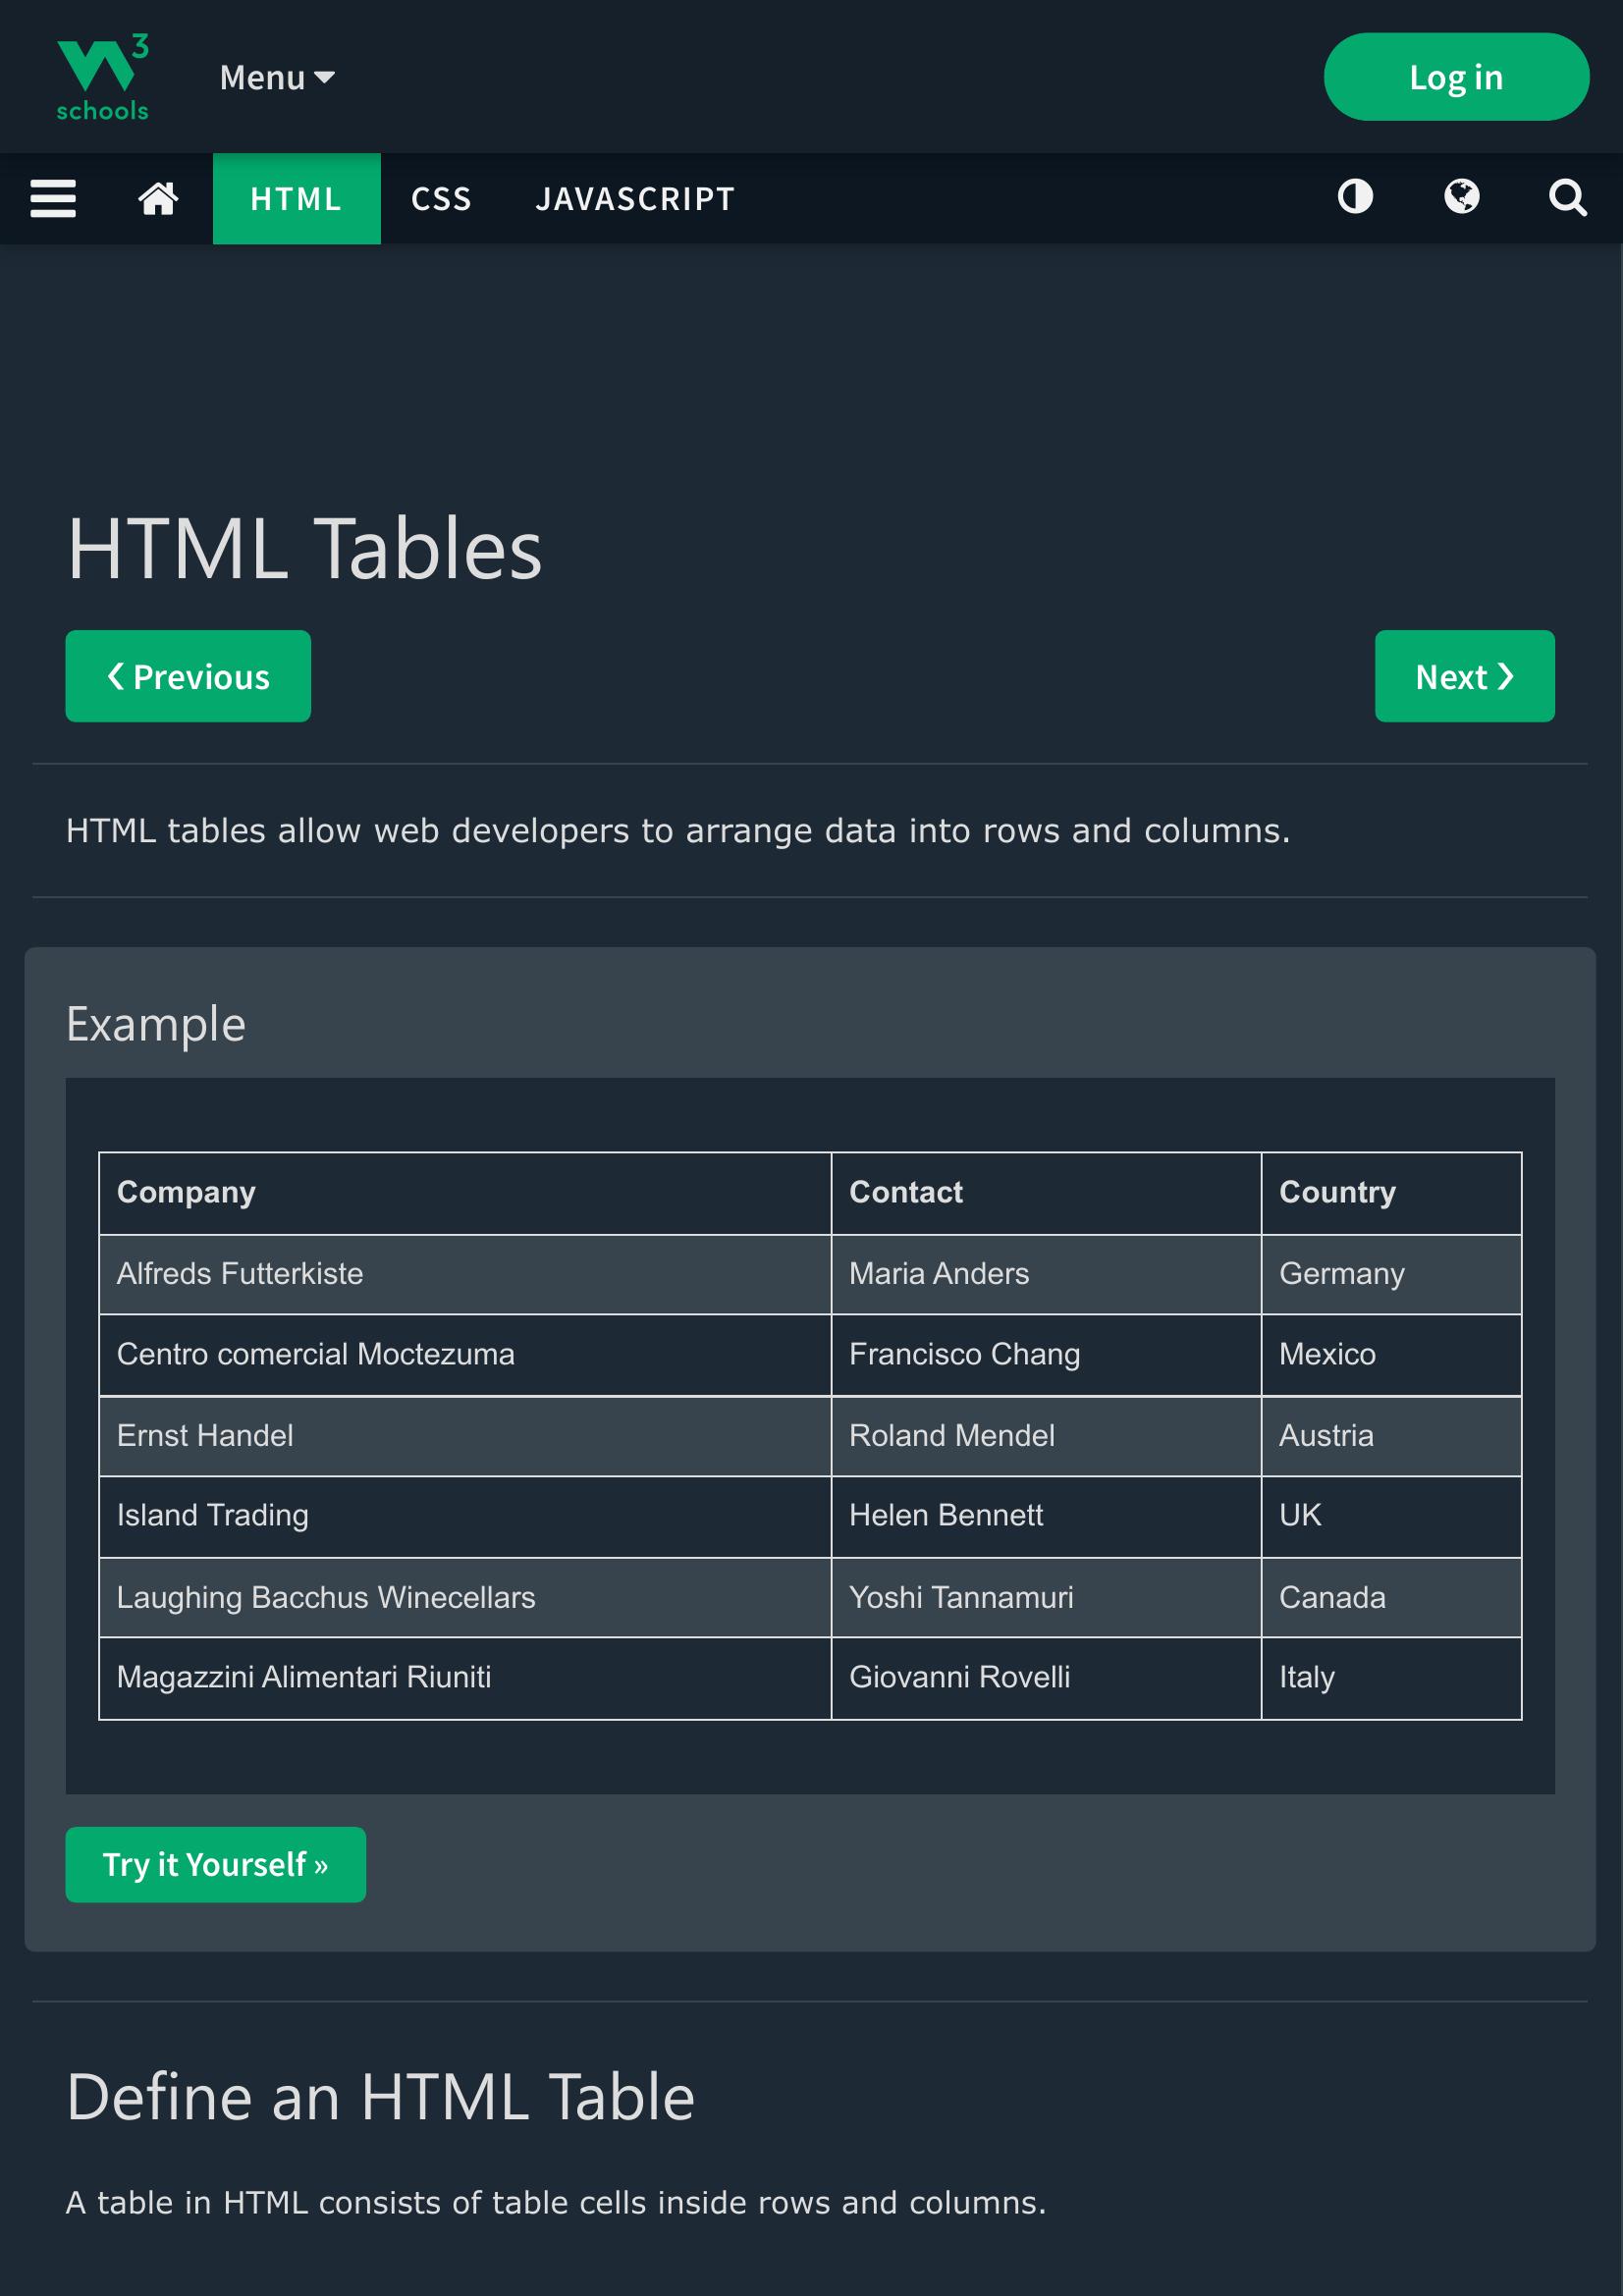 W3
schools
Menu
Log in
HTML
CSS
JAVASCRIPT
HTML Tables
❮ Previous
Next ❯
HTML tables allow web developers to arrange data into rows and columns.
Example
Company Contact Country
Alfreds Futterkiste Maria Anders Germany
Centro comercial Moctezuma Francisco Chang Mexico
Ernst Handel Roland Mendel Austria
Island Trading Helen Bennett UK
Laughing Bacchus Winecellars Yoshi Tannamuri Canada
Magazzini Alimentari Riuniti Giovanni Rovelli Italy
Try it Yourself »
Define an HTML Table
A table in HTML consists of table cells inside rows and columns.